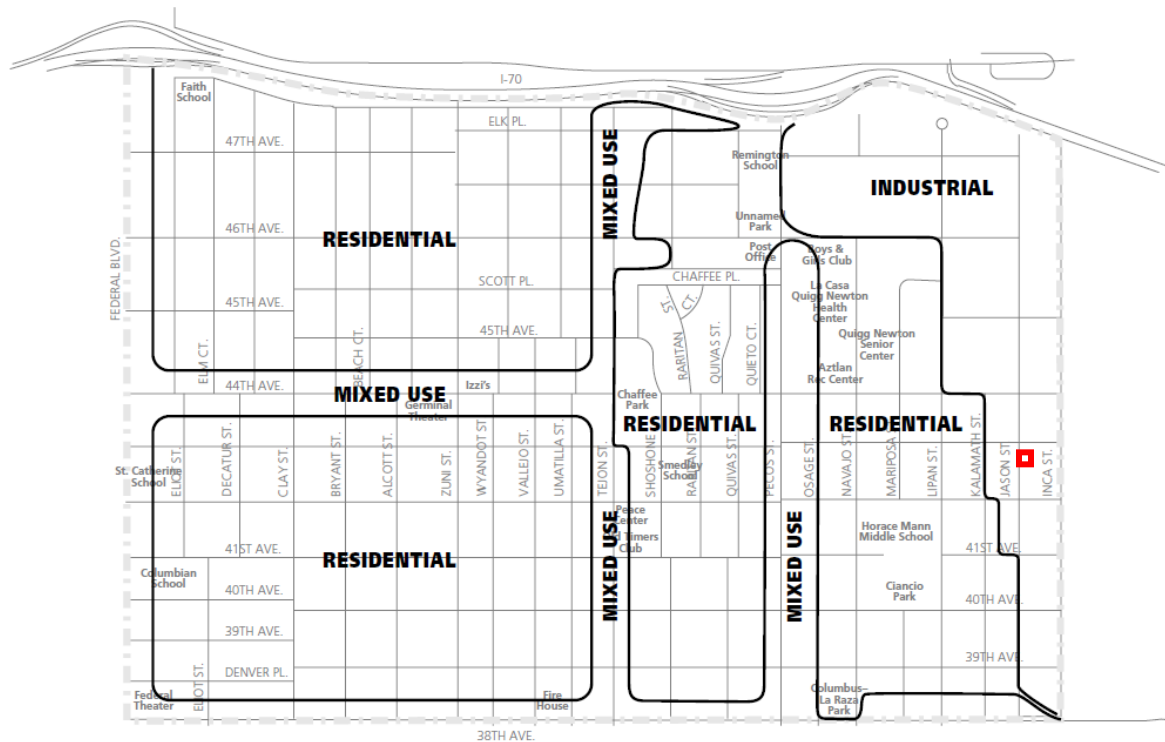 I-70
Faith
School
ELK PL.
47TH AVE.
MIXED USE
Remington
School
INDUSTRIAL
46TH AVE.
RESIDENTIAL
Unnamed
Park
FEDERAL BLVD.
Post
Office
Boys &
Girls Club
SCOTT PL.
CHAFFEE PL.
La Casa
Quigg Newton
Health
Center
45TH AVE.
ST.
CT.
45TH AVE.
RARITAN
QUIVAS ST.
QUIETO CT.
Quigg Newton
Senior
Center
ELM CT.
BEACH CT.
Aztlan
Rec Center
44TH AVE.
MIXED USE
Izzi's
Germinal
Theater
Chaffee
Park
RESIDENTIAL
RESIDENTIAL
St. Catherine
School
ELIOT ST.
DECATUR ST.
CLAY ST.
BRYANT ST.
ALCOTT ST.
ZUNI ST.
WYANDOT ST.
VALLEJO ST.
UMATILLA ST.
TEJON ST.
SHOSHONE
Smedley
School
RARITAN ST.
QUIVAS ST.
PECOS ST.
OSAGE ST.
NAVAJO ST.
MARIPOSA
LIPAN ST.
KALAMATH ST.
JASON ST
INCA ST.
Peace
Center
Old Timers
Club
MIXED USE
MIXED USE
Horace Mann
Middle School
41ST AVE.
41ST AVE.
RESIDENTIAL
Columbian
School
40TH AVE.
Ciancio
Park
40TH AVE.
39TH AVE.
39TH AVE.
DENVER PL.
ELIOT ST.
Federal
Theater
Fire
House
Columbus–
La Raza
Park
38TH AVE.